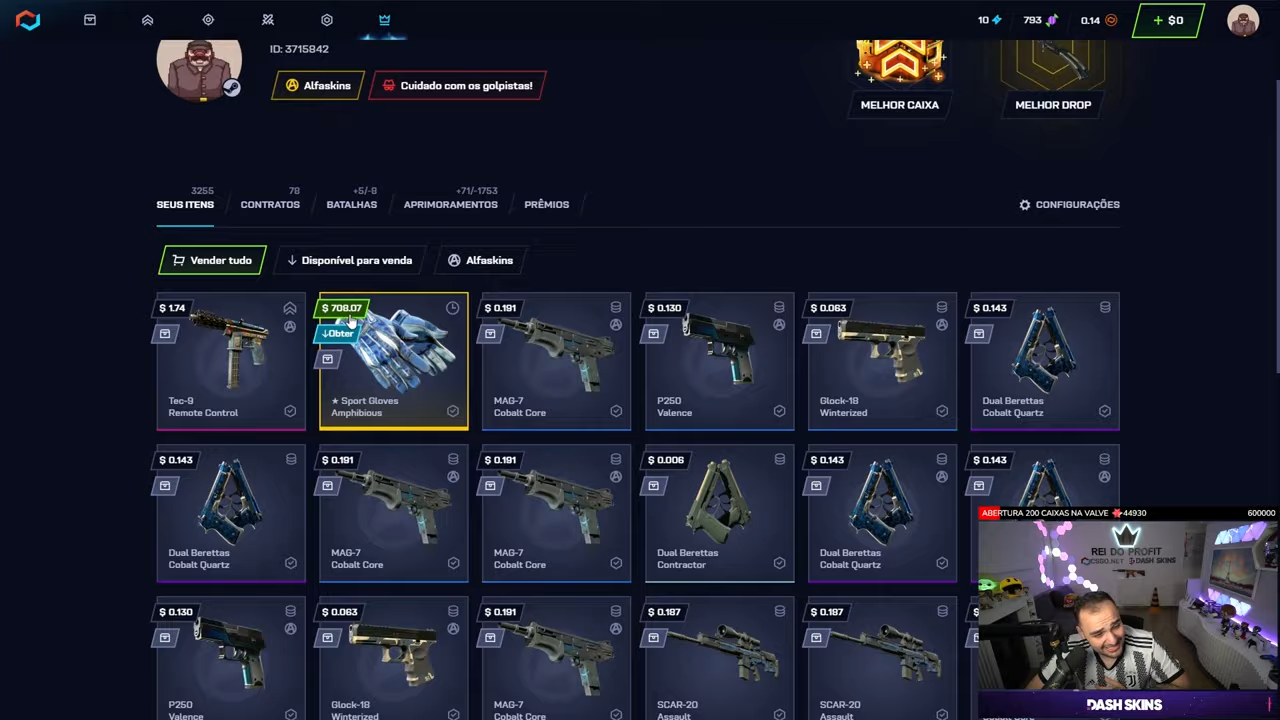 10
793
0.14
+ $0
ID: 3715842
Alfaskins
Cuidado com os golpistas!
MELHOR CAIXA
MELHOR DROP
3255
SEUS ITENS
78
CONTRATOS
+5/-8
BATALHAS
+71/-1753
APRIMORAMENTOS
PRÊMIOS
CONFIGURAÇÕES
Vender tudo
Disponível para venda
Alfaskins
$ 1.74
Tec-9
Remote Control
$ 708.07
Obter
★ Sport Gloves
Amphibious
$ 0.191
MAG-7
Cobalt Core
$ 0.130
P250
Valence
$ 0.063
Glock-18
Winterized
$ 0.143
Dual Berettas
Cobalt Quartz
$ 0.143
Dual Berettas
Cobalt Quartz
$ 0.191
MAG-7
Cobalt Core
$ 0.191
MAG-7
Cobalt Core
$ 0.006
Dual Berettas
Contractor
$ 0.143
Dual Berettas
Cobalt Quartz
$ 0.143
ABERTURA 200 CAIXAS NA VALVE
44930
600000
REI DO PROFIT
CSGO.NET
DASH SKINS
$ 0.130
P250
Valence
$ 0.063
Glock-18
Winterized
$ 0.191
MAG-7
Cobalt Core
$ 0.187
SCAR-20
Assault
$ 0.187
SCAR-20
Assault
DASH SKINS